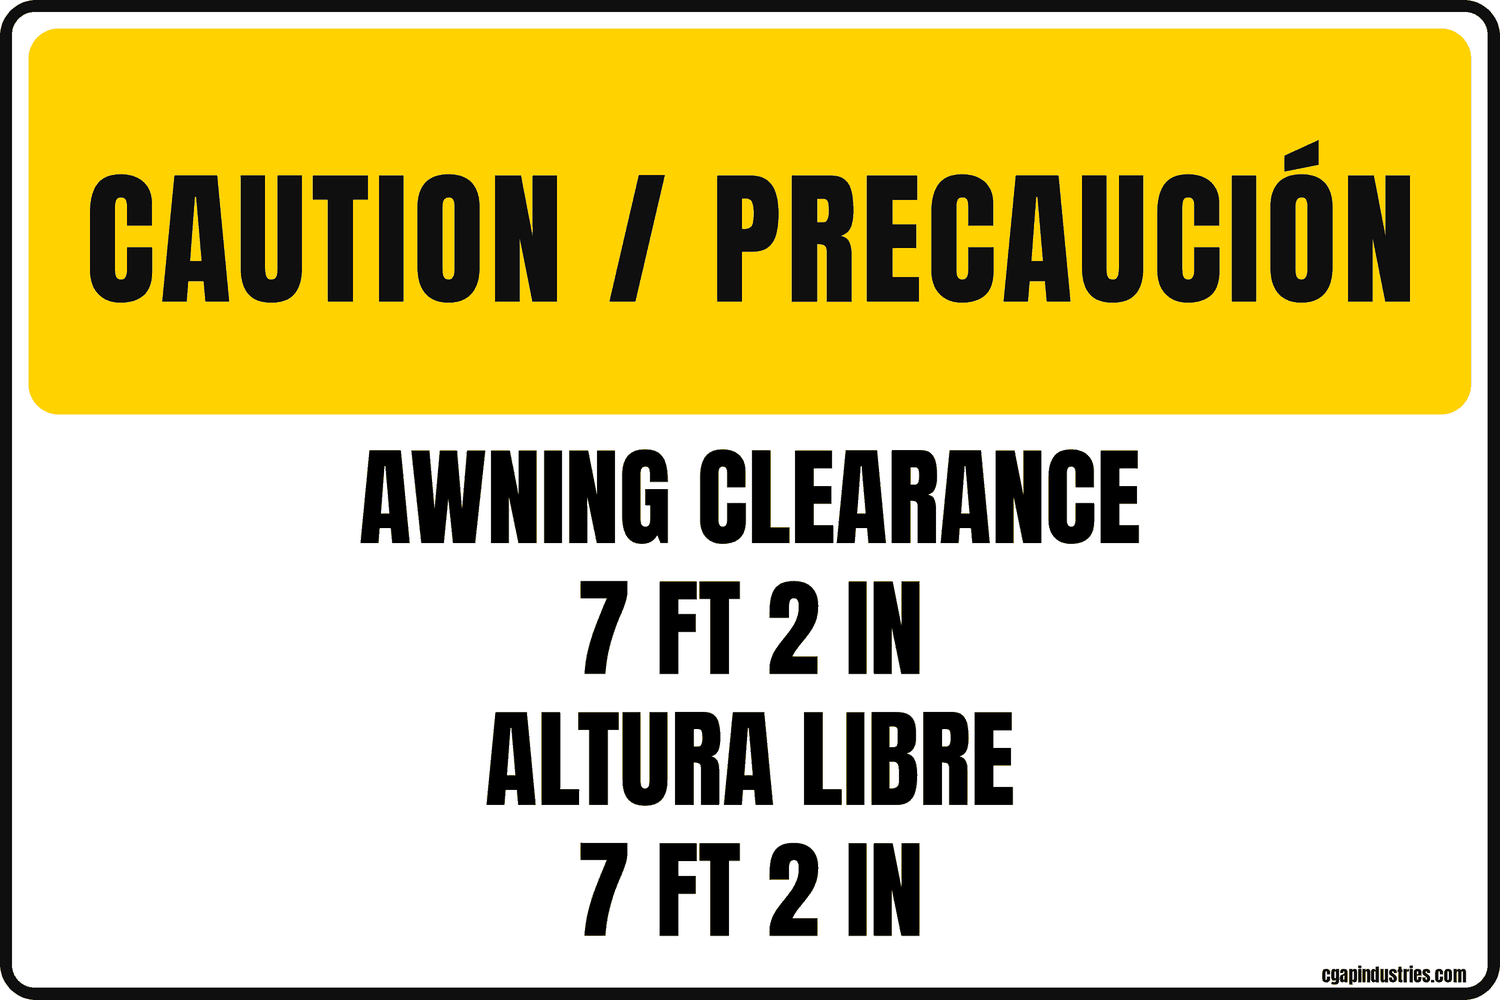 CAUTION / PRECAUCIÓN
AWNING CLEARANCE
7 FT 2 IN
ALTURA LIBRE
7 FT 2 IN
cgapindustries.com